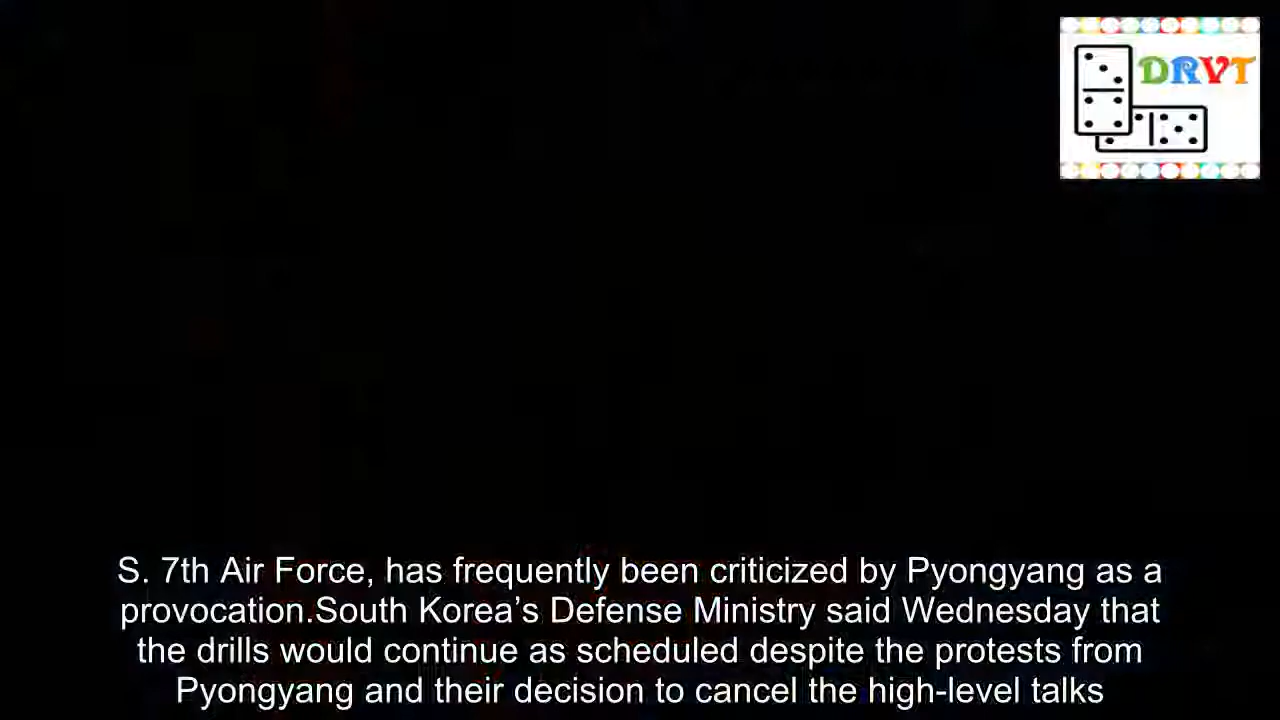 DRVT
S. 7th Air Force, has frequently been criticized by Pyongyang as a
provocation.South Korea’s Defense Ministry said Wednesday that
the drills would continue as scheduled despite the protests from
Pyongyang and their decision to cancel the high-level talks